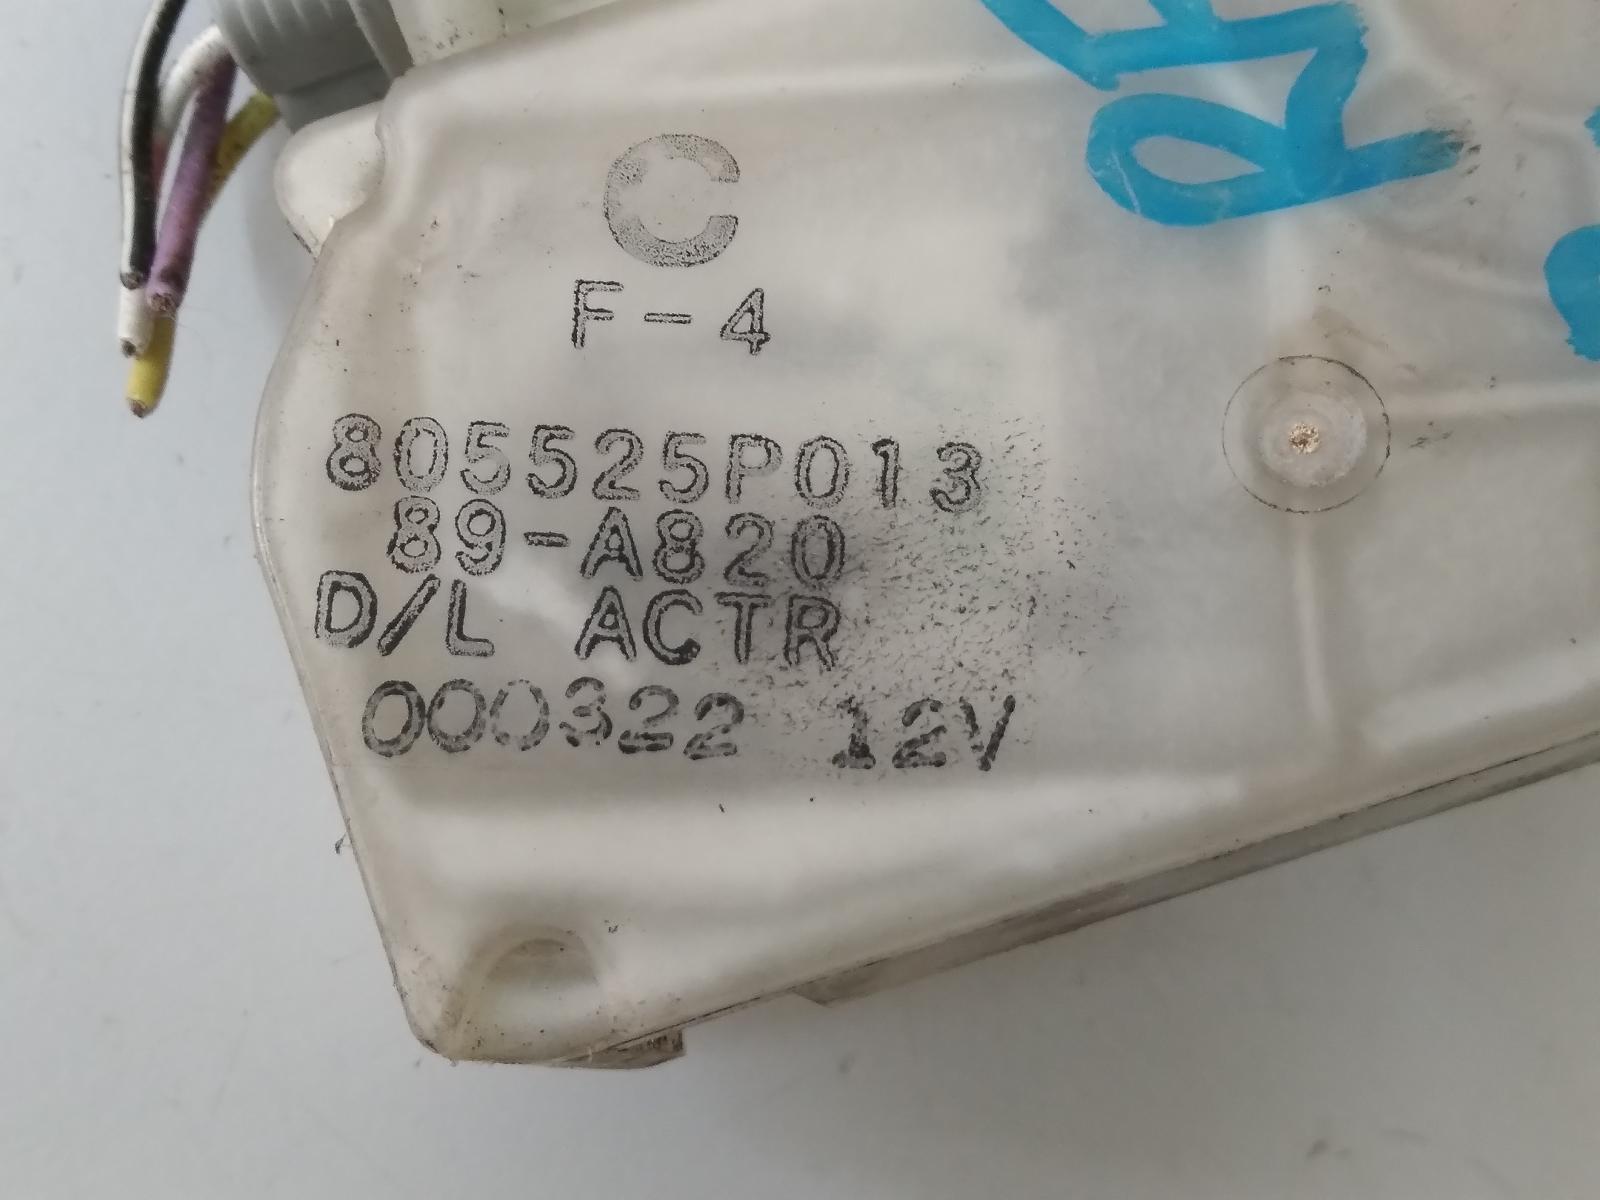 C
F-4
805525P013
89-A820
D/L ACTR
000322 12V